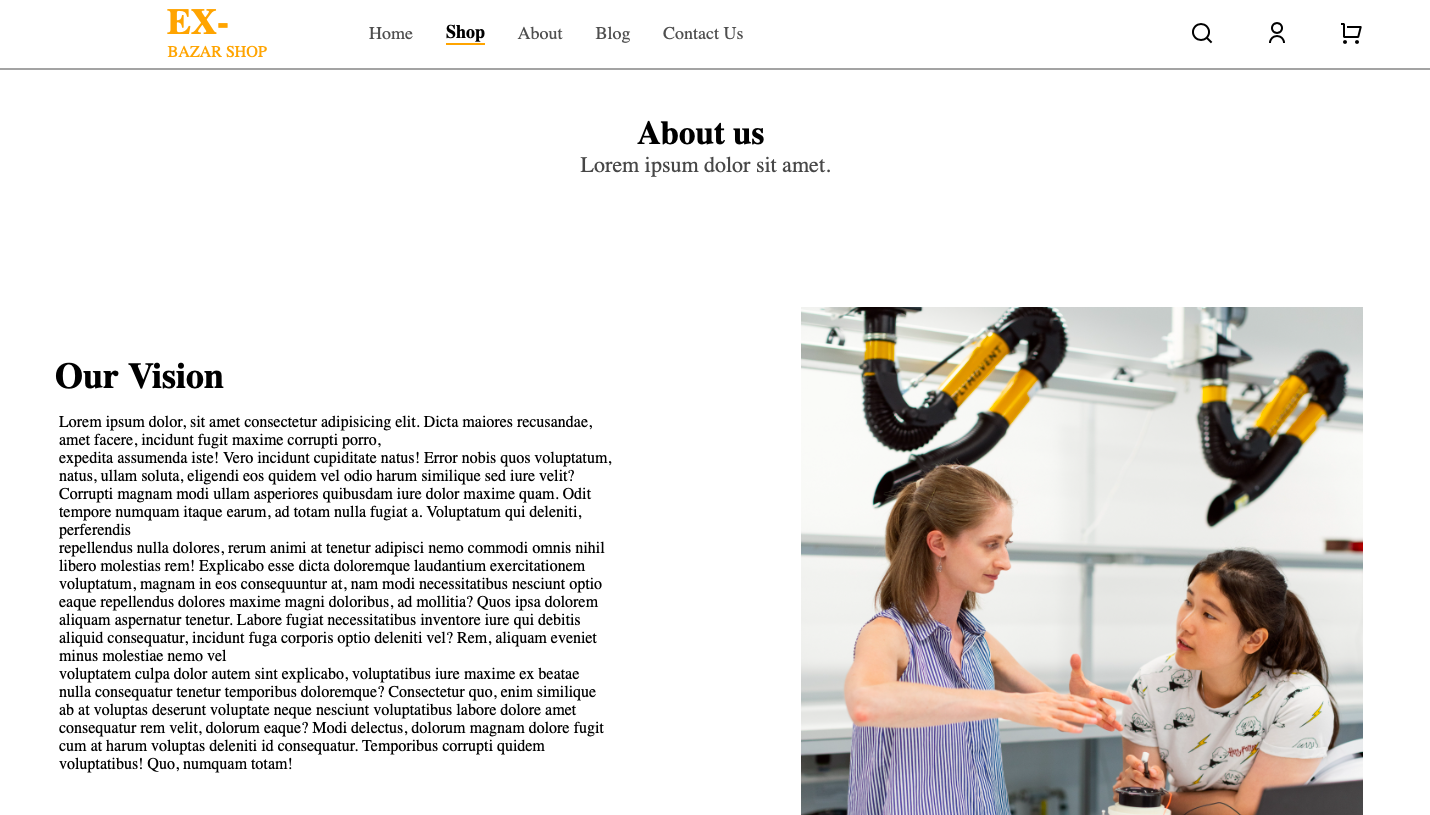 EX-
BAZAR SHOP
Home Shop About Blog Contact Us
About us
Lorem ipsum dolor sit amet.
Our Vision
Lorem ipsum dolor, sit amet consectetur adipisicing elit. Dicta maiores recusandae,
amet facere, incidunt fugit maxime corrupti porro,
expedita assumenda iste! Vero incidunt cupiditate natus! Error nobis quos voluptatum,
natus, ullam soluta, eligendi eos quidem vel odio harum similique sed iure velit?
Corrupti magnam modi ullam asperiores quibusdam iure dolor maxime quam. Odit
tempore numquam itaque earum, ad totam nulla fugiat a. Voluptatum qui deleniti,
perferendis
repellendus nulla dolores, rerum animi at tenetur adipisci nemo commodi omnis nihil
libero molestias rem! Explicabo esse dicta doloremque laudantium exercitationem
voluptatum, magnam in eos consequuntur at, nam modi necessitatibus nesciunt optio
eaque repellendus dolores maxime magni doloribus, ad mollitia? Quos ipsa dolorem
aliquam aspernatur tenetur. Labore fugiat necessitatibus inventore iure qui debitis
aliquid consequatur, incidunt fuga corporis optio deleniti vel? Rem, aliquam eveniet
minus molestiae nemo vel
voluptatem culpa dolor autem sint explicabo, voluptatibus iure maxime ex beatae
nulla consequatur tenetur temporibus doloremque? Consectetur quo, enim similique
ab at voluptas deserunt voluptate neque nesciunt voluptatibus labore dolore amet
consequatur rem velit, dolorum eaque? Modi delectus, dolorum magnam dolore fugit
cum at harum voluptas deleniti id consequatur. Temporibus corrupti quidem
voluptatibus! Quo, numquam totam!
PLYMOVENT